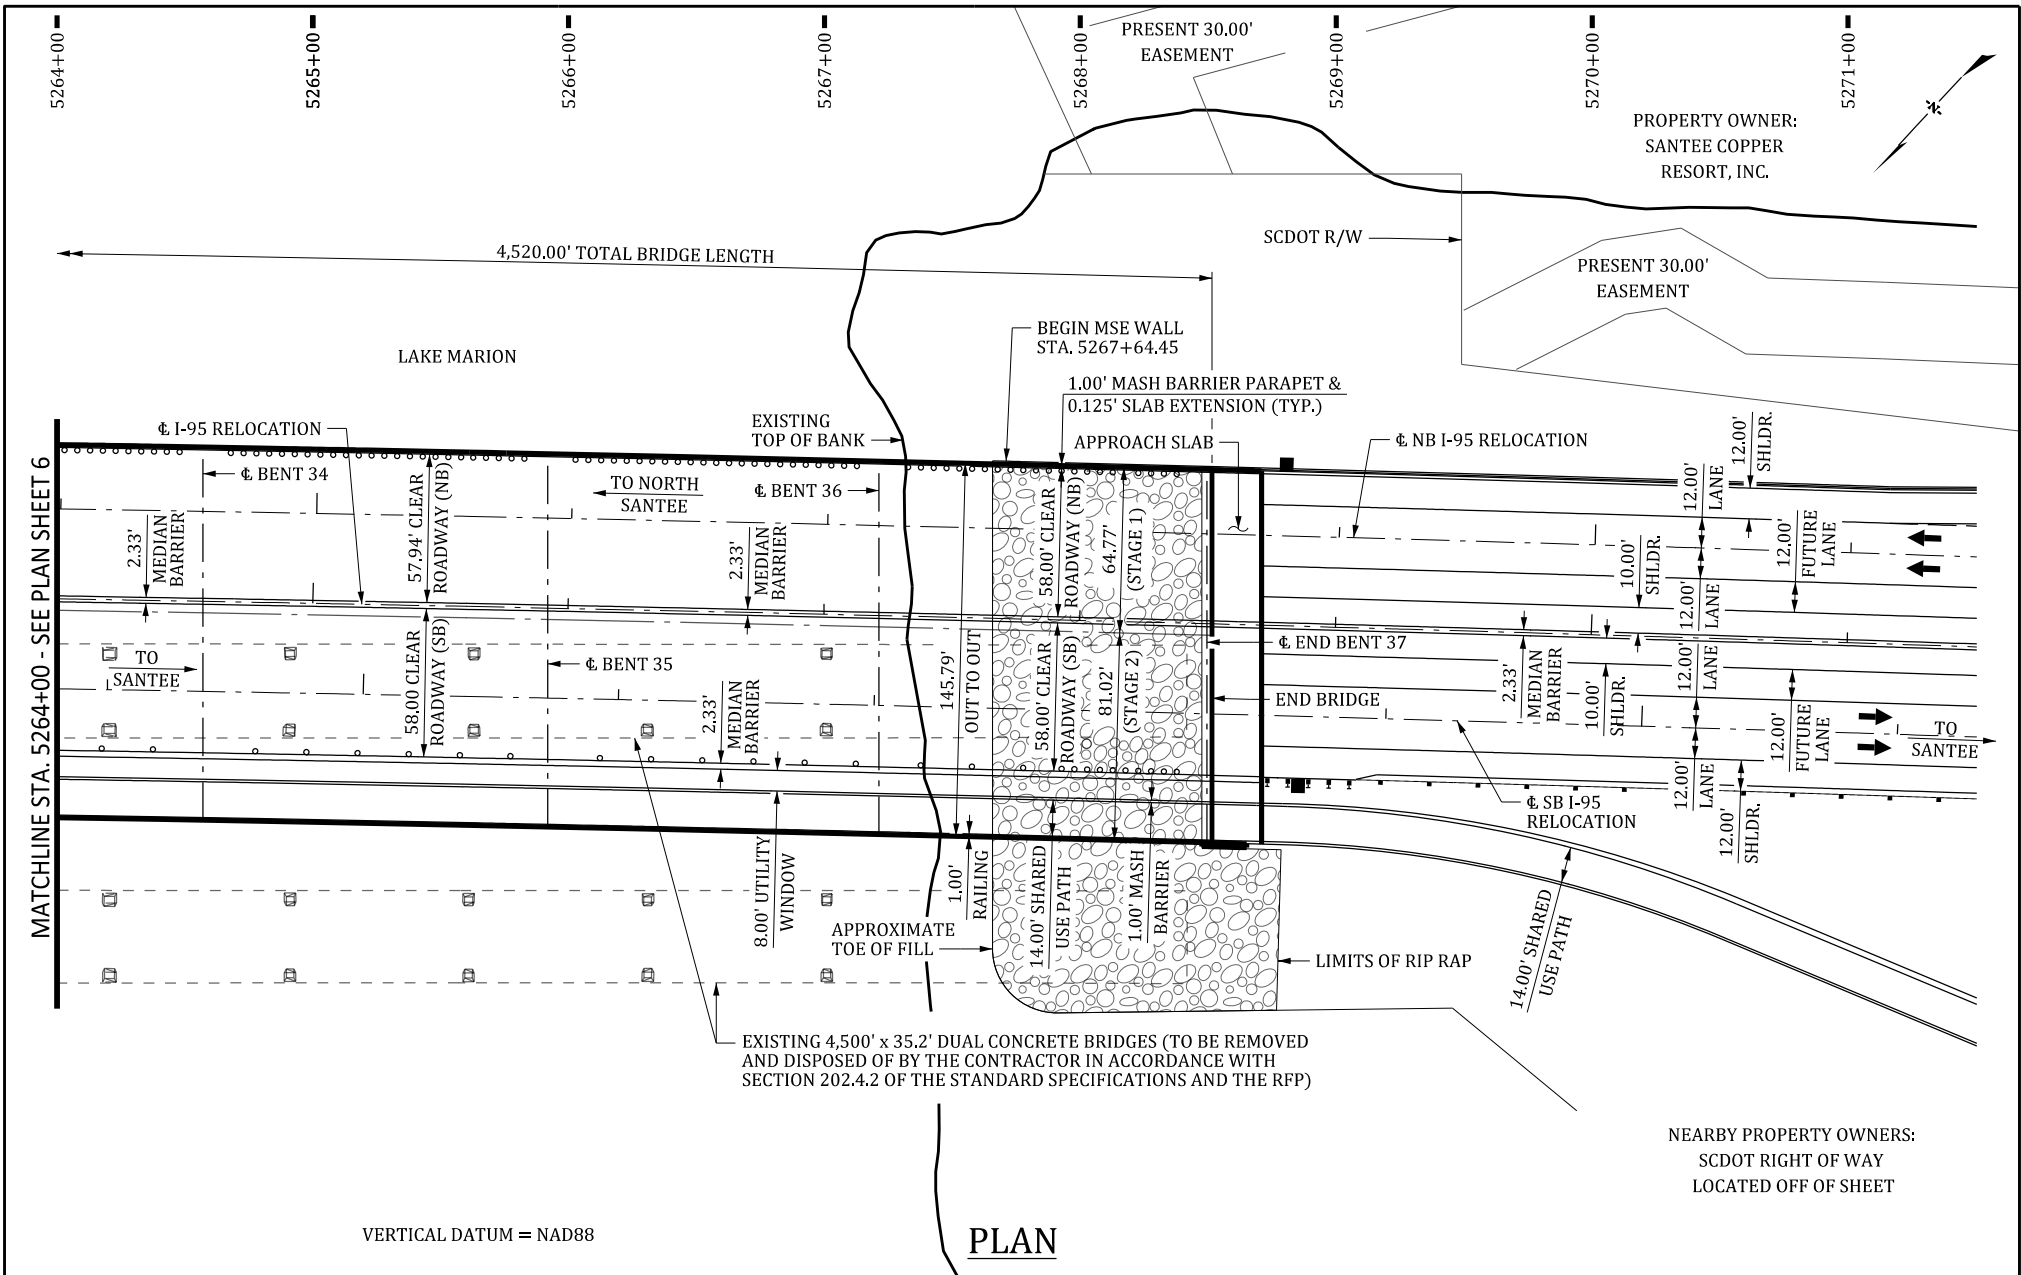 5264+00
5265+00
5266+00
5267+00
5268+00
5269+00
5270+00
5271+00
PRESENT 30.00'
EASEMENT
N
PROPERTY OWNER:
SANTEE COPPER
RESORT, INC.
SCDOT R/W
PRESENT 30.00'
EASEMENT
4,520.00' TOTAL BRIDGE LENGTH
LAKE MARION
BEGIN MSE WALL
STA. 5267+64.45
1.00' MASH BARRIER PARAPET &
0.125' SLAB EXTENSION (TYP.)
MATCHLINE STA. 5264+00 - SEE PLAN SHEET 6
℄ I-95 RELOCATION
EXISTING
TOP OF BANK
APPROACH SLAB
℄ NB I-95 RELOCATION
℄ BENT 34
TO NORTH
SANTEE
℄ BENT 36
2.33'
MEDIAN
BARRIER
57.94' CLEAR
ROADWAY (NB)
2.33'
MEDIAN
BARRIER
58.00' CLEAR
ROADWAY (NB)
64.77'
(STAGE 1)
10.00'
SHLDR.
12.00'
LANE
12.00'
SHLDR.
12.00'
FUTURE
LANE
12.00'
LANE
TO
SANTEE
58.00 CLEAR
ROADWAY (SB)
℄ BENT 35
2.33'
MEDIAN
BARRIER
145.79'
OUT TO OUT
58.00' CLEAR
ROADWAY (SB)
81.02'
(STAGE 2)
℄ END BENT 37
END BRIDGE
2.33'
MEDIAN
BARRIER
10.00'
SHLDR.
12.00'
LANE
12.00'
FUTURE
LANE
TO
SANTEE
12.00'
LANE
12.00'
SHLDR.
℄ SB I-95
RELOCATION
8.00' UTILITY
WINDOW
1.00'
RAILING
14.00' SHARED
USE PATH
1.00' MASH
BARRIER
APPROXIMATE
TOE OF FILL
LIMITS OF RIP RAP
14.00' SHARED
USE PATH
EXISTING 4,500' x 35.2' DUAL CONCRETE BRIDGES (TO BE REMOVED
AND DISPOSED OF BY THE CONTRACTOR IN ACCORDANCE WITH
SECTION 202.4.2 OF THE STANDARD SPECIFICATIONS AND THE RFP)
NEARBY PROPERTY OWNERS:
SCDOT RIGHT OF WAY
LOCATED OFF OF SHEET
VERTICAL DATUM = NAD88
PLAN